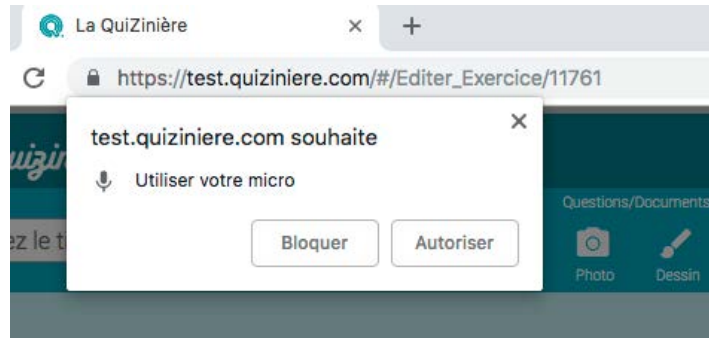 La QuiZinière
https://test.quiziniere.com/#/Editer_Exercice/11761
test.quiziniere.com souhaite
Utiliser votre micro
Bloquer
Autoriser
Questions/Documents
Photo
Dessin